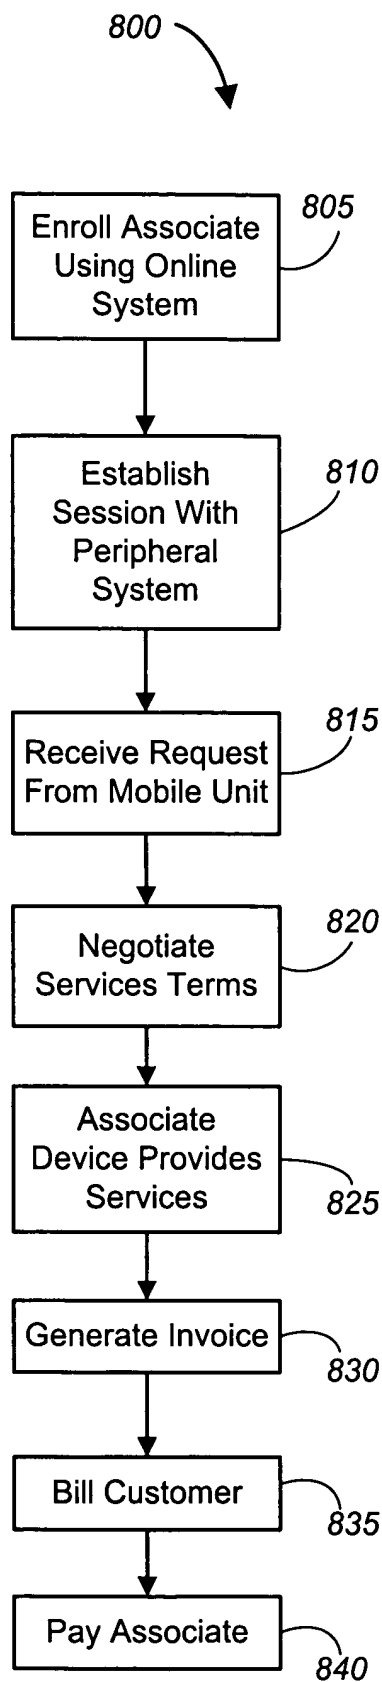 800
805
Enroll Associate
Using Online
System
810
Establish
Session With
Peripheral
System
815
Receive Request
From Mobile Unit
820
Negotiate
Services Terms
Associate
Device Provides
Services
825
Generate Invoice
830
Bill Customer
835
Pay Associate
840